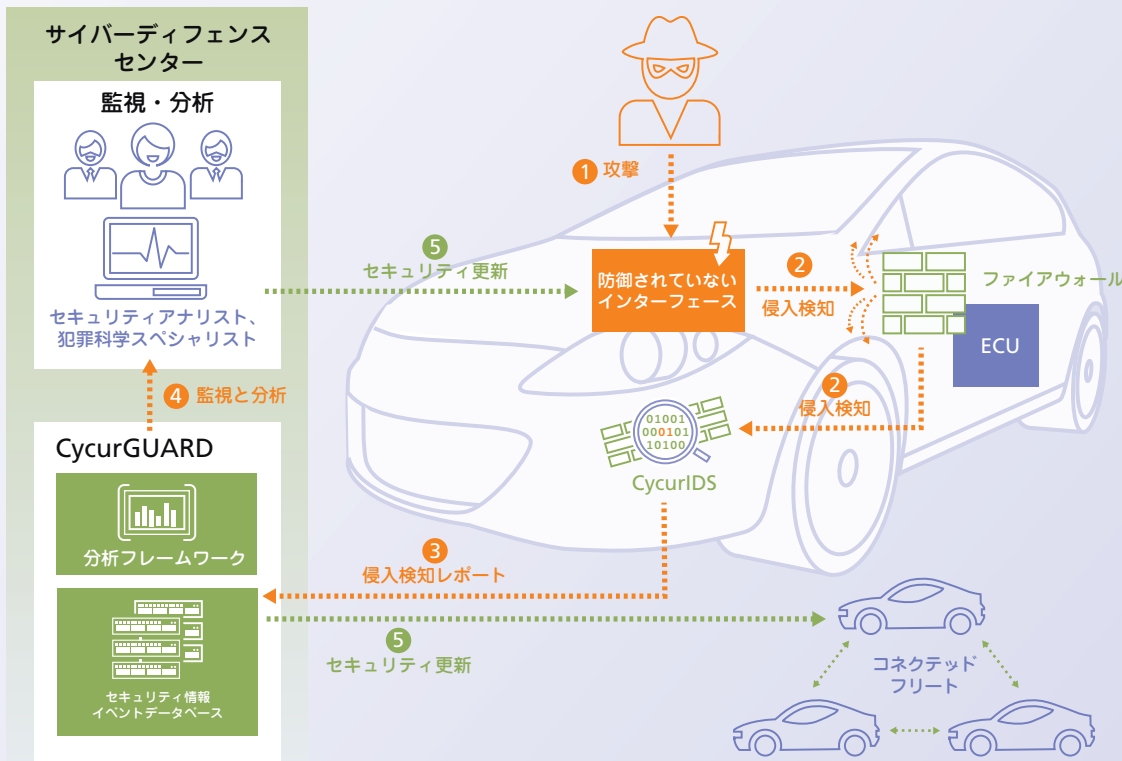 サイバーディフェンス
センター
監視・分析
セキュリティアナリスト、
犯罪科学スペシャリスト
4 監視と分析
CycurGUARD
分析フレームワーク
セキュリティ情報
イベントデータベース
1 攻撃
5
セキュリティ更新
防御されていない
インターフェース
2
侵入検知
ファイアウォール
ECU
2
侵入検知
01001
000101
10100
CycurIDS
3
侵入検知レポート
5
セキュリティ更新
コネクテッド
フリート